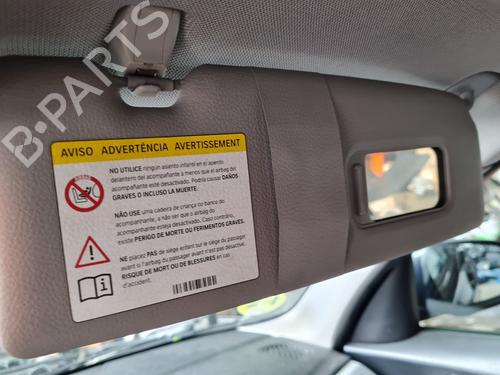 B-PARTS
AVISO ADVERTÊNCIA AVERTISSEMENT
NO UTILICE ningún asiento infantil en el asiento
delantero del acompañante a menos que el airbag del
acompañante esté desactivado. Podría causar DAÑOS
GRAVES O INCLUSO LA MUERTE.
NÃO USE uma cadeira de criança no banco do
acompanhante, a não ser que o airbag do
acompanhante esteja desactivado. Caso contrário,
existe PERIGO DE MORTE OU FERIMENTOS GRAVES.
NE placez PAS de siège enfant sur le siège du passager
avant si l'airbag du passager avant n'est pas désactivé.
RISQUE DE MORT OU DE BLESSURES en cas
d'accident.